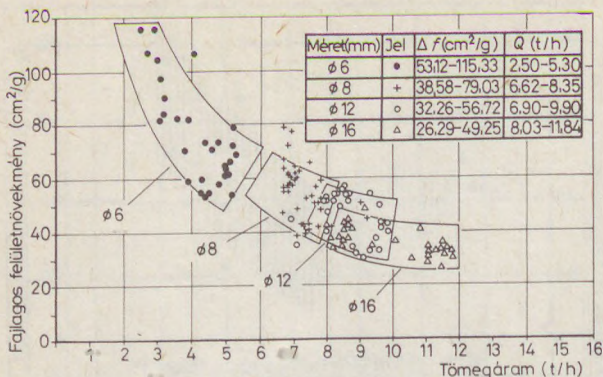 Fajlagos felületnövekmény (cm²/g)
120
100
80
60
40
20
0
Méret(mm) Jel Δ f(cm²/g) Q (t/h)
ϕ 6 ● 53,12-115,33 2,50-5,30
ϕ 8 + 38,58-79,03 6,62-8,35
ϕ 12 ○ 32.26-56,72 6,90-9,90
ϕ 16 △ 26,29-49,25 8,03-11,84
ϕ 6
ϕ 8
ϕ 12
ϕ 16
1 2 3 4 5 6 7 8 9 10 11 12 13 14 15 16
Tömegáram (t/h)